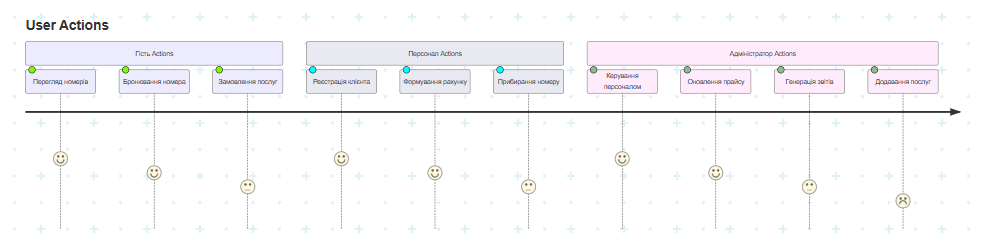 User Actions
Гість Actions
Персонал Actions
Адміністратор Actions
Перегляд номерів
Бронювання номера
Замовлення послуг
Реєстрація клієнта
Формування рахунку
Прибирання номеру
Керування
персоналом
Оновлення прайсу
Генерація звітів
Додавання послуг